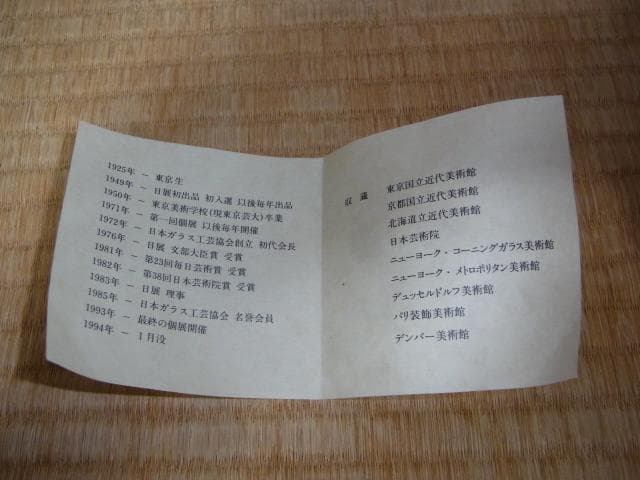 1925年 － 東京生
1949年 － 日展初出品 初入選 以後毎年出品
1950年 － 東京美術学校(現東京芸大)卒業
1971年 － 第一回個展 以後毎年開催
1972年 － 日本ガラス工芸協会創立 初代会長
1976年 － 日展 文部大臣賞 受賞
1981年 － 第23回毎日芸術賞 受賞
1982年 － 第38回日本芸術院賞 受賞
1983年 － 日展 理事
1985年 － 日本ガラス工芸協会 名誉会員
1993年 － 最終の個展開催
1994年 － 1月没
収蔵 東京国立近代美術館
京都国立近代美術館
北海道立近代美術館
日本芸術院
ニューヨーク・コーニングガラス美術館
ニューヨーク・メトロポリタン美術館
デュッセルドルフ美術館
パリ装飾美術館
デンバー美術館